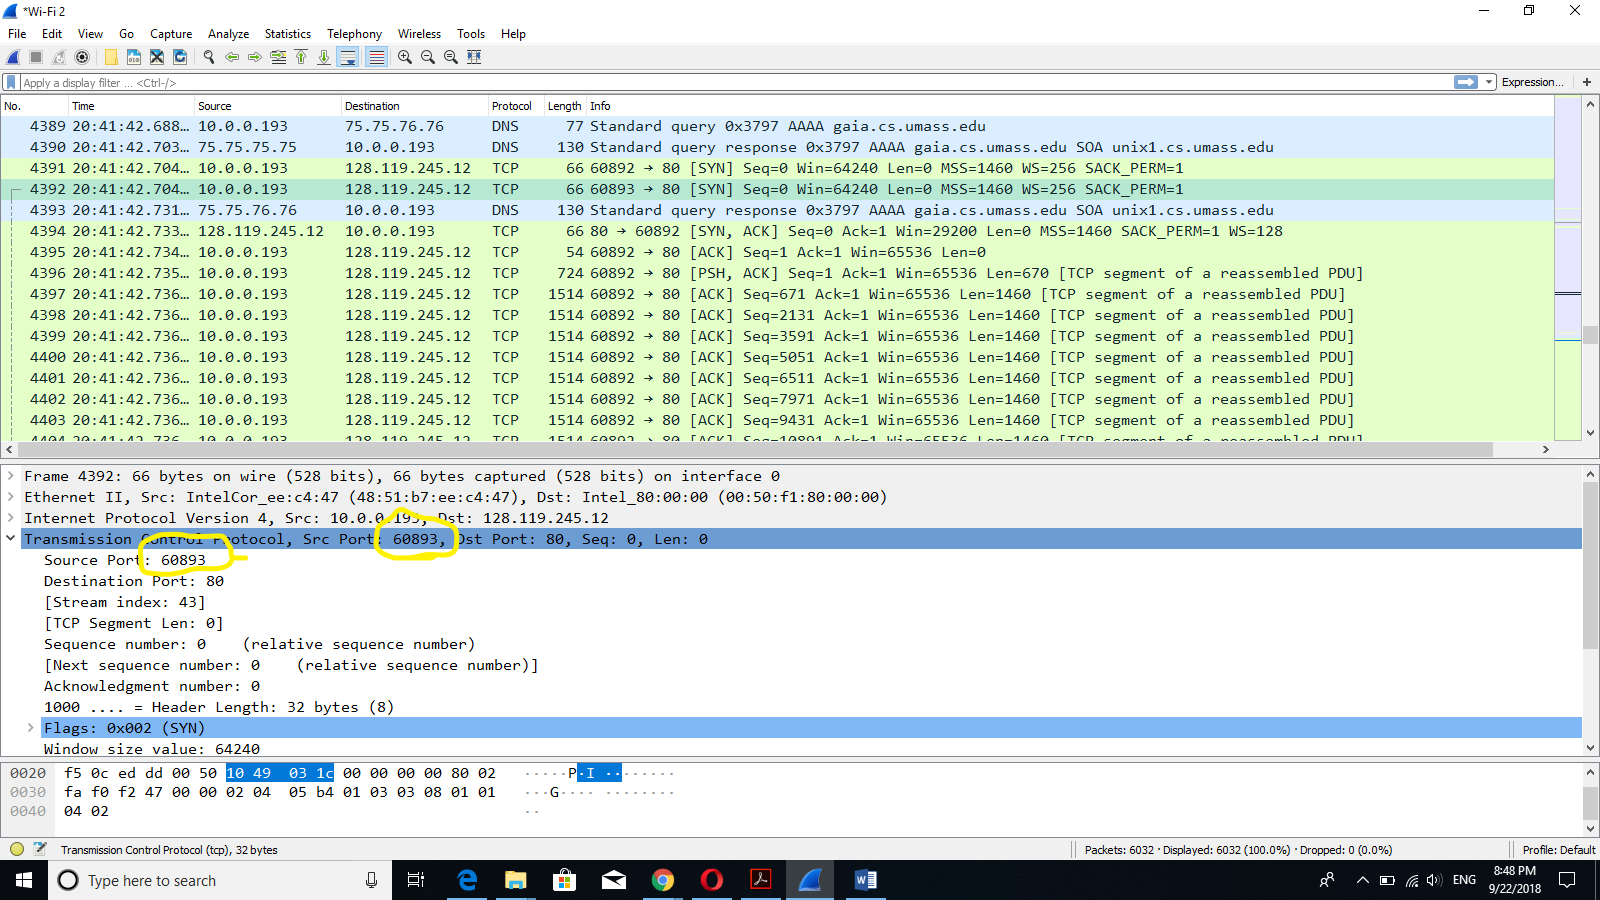 *Wi-Fi 2
File Edit View Go Capture Analyze Statistics Telephony Wireless Tools Help
Apply a display filter ... <Ctrl-/>
Expression... +
No. Time Source Destination Protocol Length Info
4389 20:41:42.688... 10.0.0.193 75.75.76.76 DNS 77 Standard query 0x3797 AAAA gaia.cs.umass.edu
4390 20:41:42.703... 75.75.75.75 10.0.0.193 DNS 130 Standard query response 0x3797 AAAA gaia.cs.umass.edu SOA unix1.cs.umass.edu
4391 20:41:42.704... 10.0.0.193 128.119.245.12 TCP 66 60892 → 80 [SYN] Seq=0 Win=64240 Len=0 MSS=1460 WS=256 SACK_PERM=1
4392 20:41:42.704... 10.0.0.193 128.119.245.12 TCP 66 60893 → 80 [SYN] Seq=0 Win=64240 Len=0 MSS=1460 WS=256 SACK_PERM=1
4393 20:41:42.731... 75.75.76.76 10.0.0.193 DNS 130 Standard query response 0x3797 AAAA gaia.cs.umass.edu SOA unix1.cs.umass.edu
4394 20:41:42.733... 128.119.245.12 10.0.0.193 TCP 66 80 → 60892 [SYN, ACK] Seq=0 Ack=1 Win=29200 Len=0 MSS=1460 SACK_PERM=1 WS=128
4395 20:41:42.734... 10.0.0.193 128.119.245.12 TCP 54 60892 → 80 [ACK] Seq=1 Ack=1 Win=65536 Len=0
4396 20:41:42.735... 10.0.0.193 128.119.245.12 TCP 724 60892 → 80 [PSH, ACK] Seq=1 Ack=1 Win=65536 Len=670 [TCP segment of a reassembled PDU]
4397 20:41:42.736... 10.0.0.193 128.119.245.12 TCP 1514 60892 → 80 [ACK] Seq=671 Ack=1 Win=65536 Len=1460 [TCP segment of a reassembled PDU]
4398 20:41:42.736... 10.0.0.193 128.119.245.12 TCP 1514 60892 → 80 [ACK] Seq=2131 Ack=1 Win=65536 Len=1460 [TCP segment of a reassembled PDU]
4399 20:41:42.736... 10.0.0.193 128.119.245.12 TCP 1514 60892 → 80 [ACK] Seq=3591 Ack=1 Win=65536 Len=1460 [TCP segment of a reassembled PDU]
4400 20:41:42.736... 10.0.0.193 128.119.245.12 TCP 1514 60892 → 80 [ACK] Seq=5051 Ack=1 Win=65536 Len=1460 [TCP segment of a reassembled PDU]
4401 20:41:42.736... 10.0.0.193 128.119.245.12 TCP 1514 60892 → 80 [ACK] Seq=6511 Ack=1 Win=65536 Len=1460 [TCP segment of a reassembled PDU]
4402 20:41:42.736... 10.0.0.193 128.119.245.12 TCP 1514 60892 → 80 [ACK] Seq=7971 Ack=1 Win=65536 Len=1460 [TCP segment of a reassembled PDU]
4403 20:41:42.736... 10.0.0.193 128.119.245.12 TCP 1514 60892 → 80 [ACK] Seq=9431 Ack=1 Win=65536 Len=1460 [TCP segment of a reassembled PDU]
4404 20:41:42.736... 10.0.0.193 128.119.245.12 TCP 1514 60892 → 80 [ACK] Seq=10891 Ack=1 Win=65536 Len=1460 [TCP segment of a reassembled PDU]
Frame 4392: 66 bytes on wire (528 bits), 66 bytes captured (528 bits) on interface 0
Ethernet II, Src: IntelCor_ee:c4:47 (48:51:b7:ee:c4:47), Dst: Intel_80:00:00 (00:50:f1:80:00:00)
Internet Protocol Version 4, Src: 10.0.0.193, Dst: 128.119.245.12
Transmission Control Protocol, Src Port: 60893, Dst Port: 80, Seq: 0, Len: 0
Source Port: 60893
Destination Port: 80
[Stream index: 43]
[TCP Segment Len: 0]
Sequence number: 0 (relative sequence number)
[Next sequence number: 0 (relative sequence number)]
Acknowledgment number: 0
1000 .... = Header Length: 32 bytes (8)
Flags: 0x002 (SYN)
Window size value: 64240
0020 f5 0c ed dd 00 50 10 49 03 1c 00 00 00 00 80 02 ·····P·I ········
0030 fa f0 f2 47 00 00 02 04 05 b4 01 03 03 08 01 01 ···G···· ········
0040 04 02 ··
Transmission Control Protocol (tcp), 32 bytes
Packets: 6032 · Displayed: 6032 (100.0%) · Dropped: 0 (0.0%)
Profile: Default
Type here to search
ENG
8:48 PM
9/22/2018